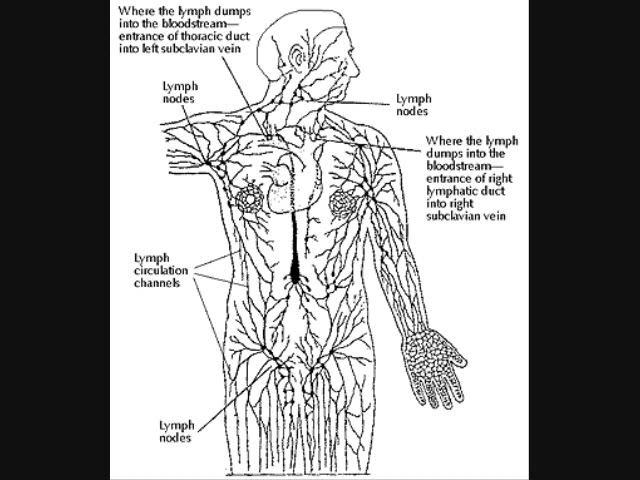 Where the lymph dumps
into the bloodstream—
entrance of thoracic duct
into left subclavian vein
Lymph
nodes
Lymph
nodes
Where the lymph
dumps into the
bloodstream—
entrance of right
lymphatic duct
into right
subclavian vein
Lymph
circulation
channels
Lymph
nodes